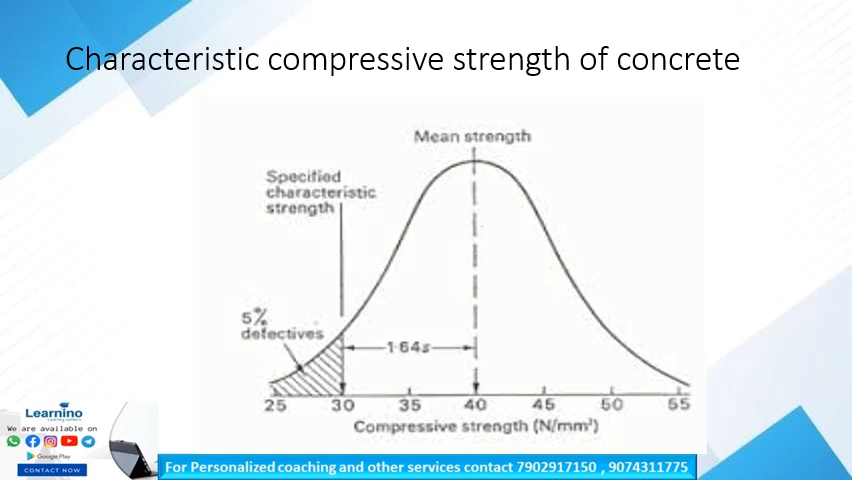 Characteristic compressive strength of concrete
Mean strength
Specified
characteristic
strength
5%
defectives
1·64s
25 30 35 40 45 50 55
Compressive strength (N/mm²)
Learnino
We are available on
Google Play
CONTACT NOW
For Personalized coaching and other services contact 7902917150 , 9074311775